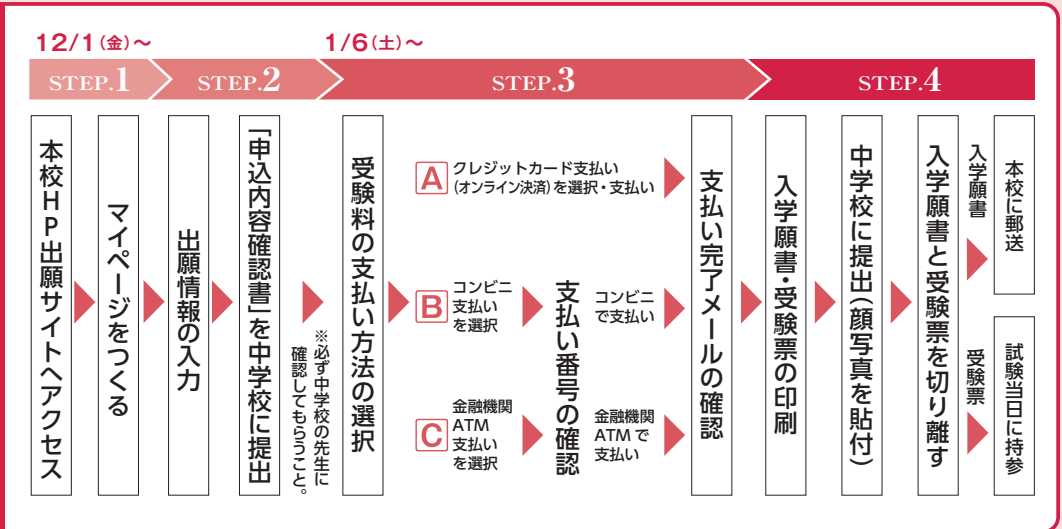 12/1(金)～
1/6(土)～
STEP.1
STEP.2
STEP.3
STEP.4
本校HP出願サイトへアクセス
マイページをつくる
出願情報の入力
「申込内容確認書」を中学校に提出
※必ず中学校の先生に
確認してもらうこと。
受験料の支払い方法の選択
A
クレジットカード支払い
(オンライン決済)を選択・支払い
B
コンビニ
支払い
を選択
C
金融機関
ATM
支払い
を選択
支払い番号の確認
コンビニ
で支払い
金融機関
ATMで
支払い
支払い完了メールの確認
入学願書・受験票の印刷
中学校に提出(顔写真を貼付)
入学願書と受験票を切り離す
入学願書
本校に郵送
受験票
試験当日に持参